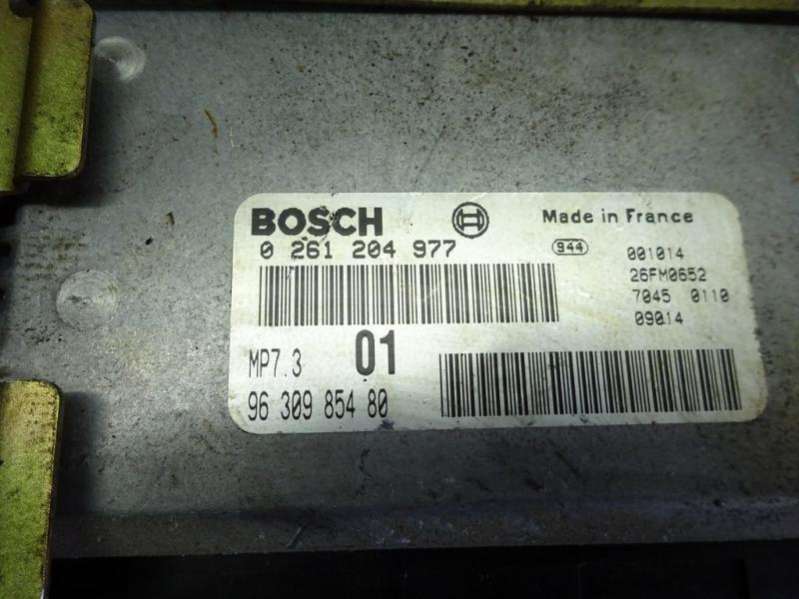 BOSCH Made in France
0 261 204 977 944 001014
26FM0652
7045 0110
09014
MP7.3 01
96 309 854 80